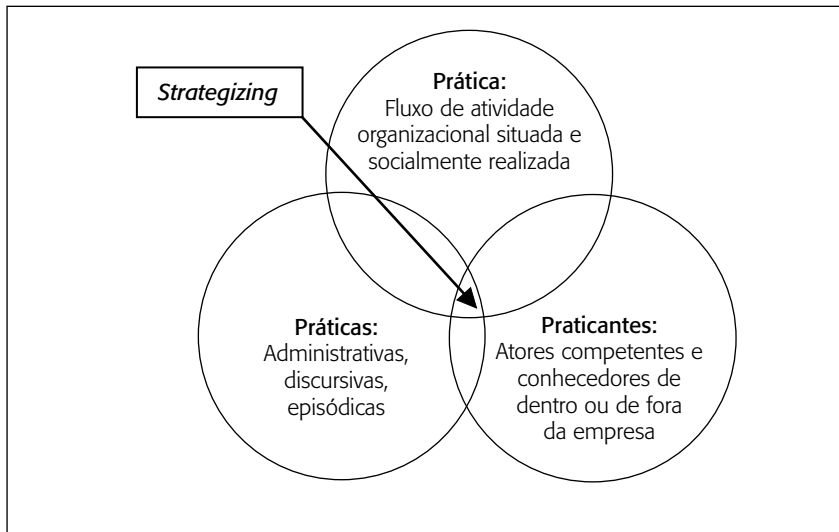 Strategizing
Prática:
Fluxo de atividade
organizacional situada e
socialmente realizada
Práticas:
Administrativas,
discursivas,
episódicas
Praticantes:
Atores competentes e
conhecedores de
dentro ou de fora
da empresa